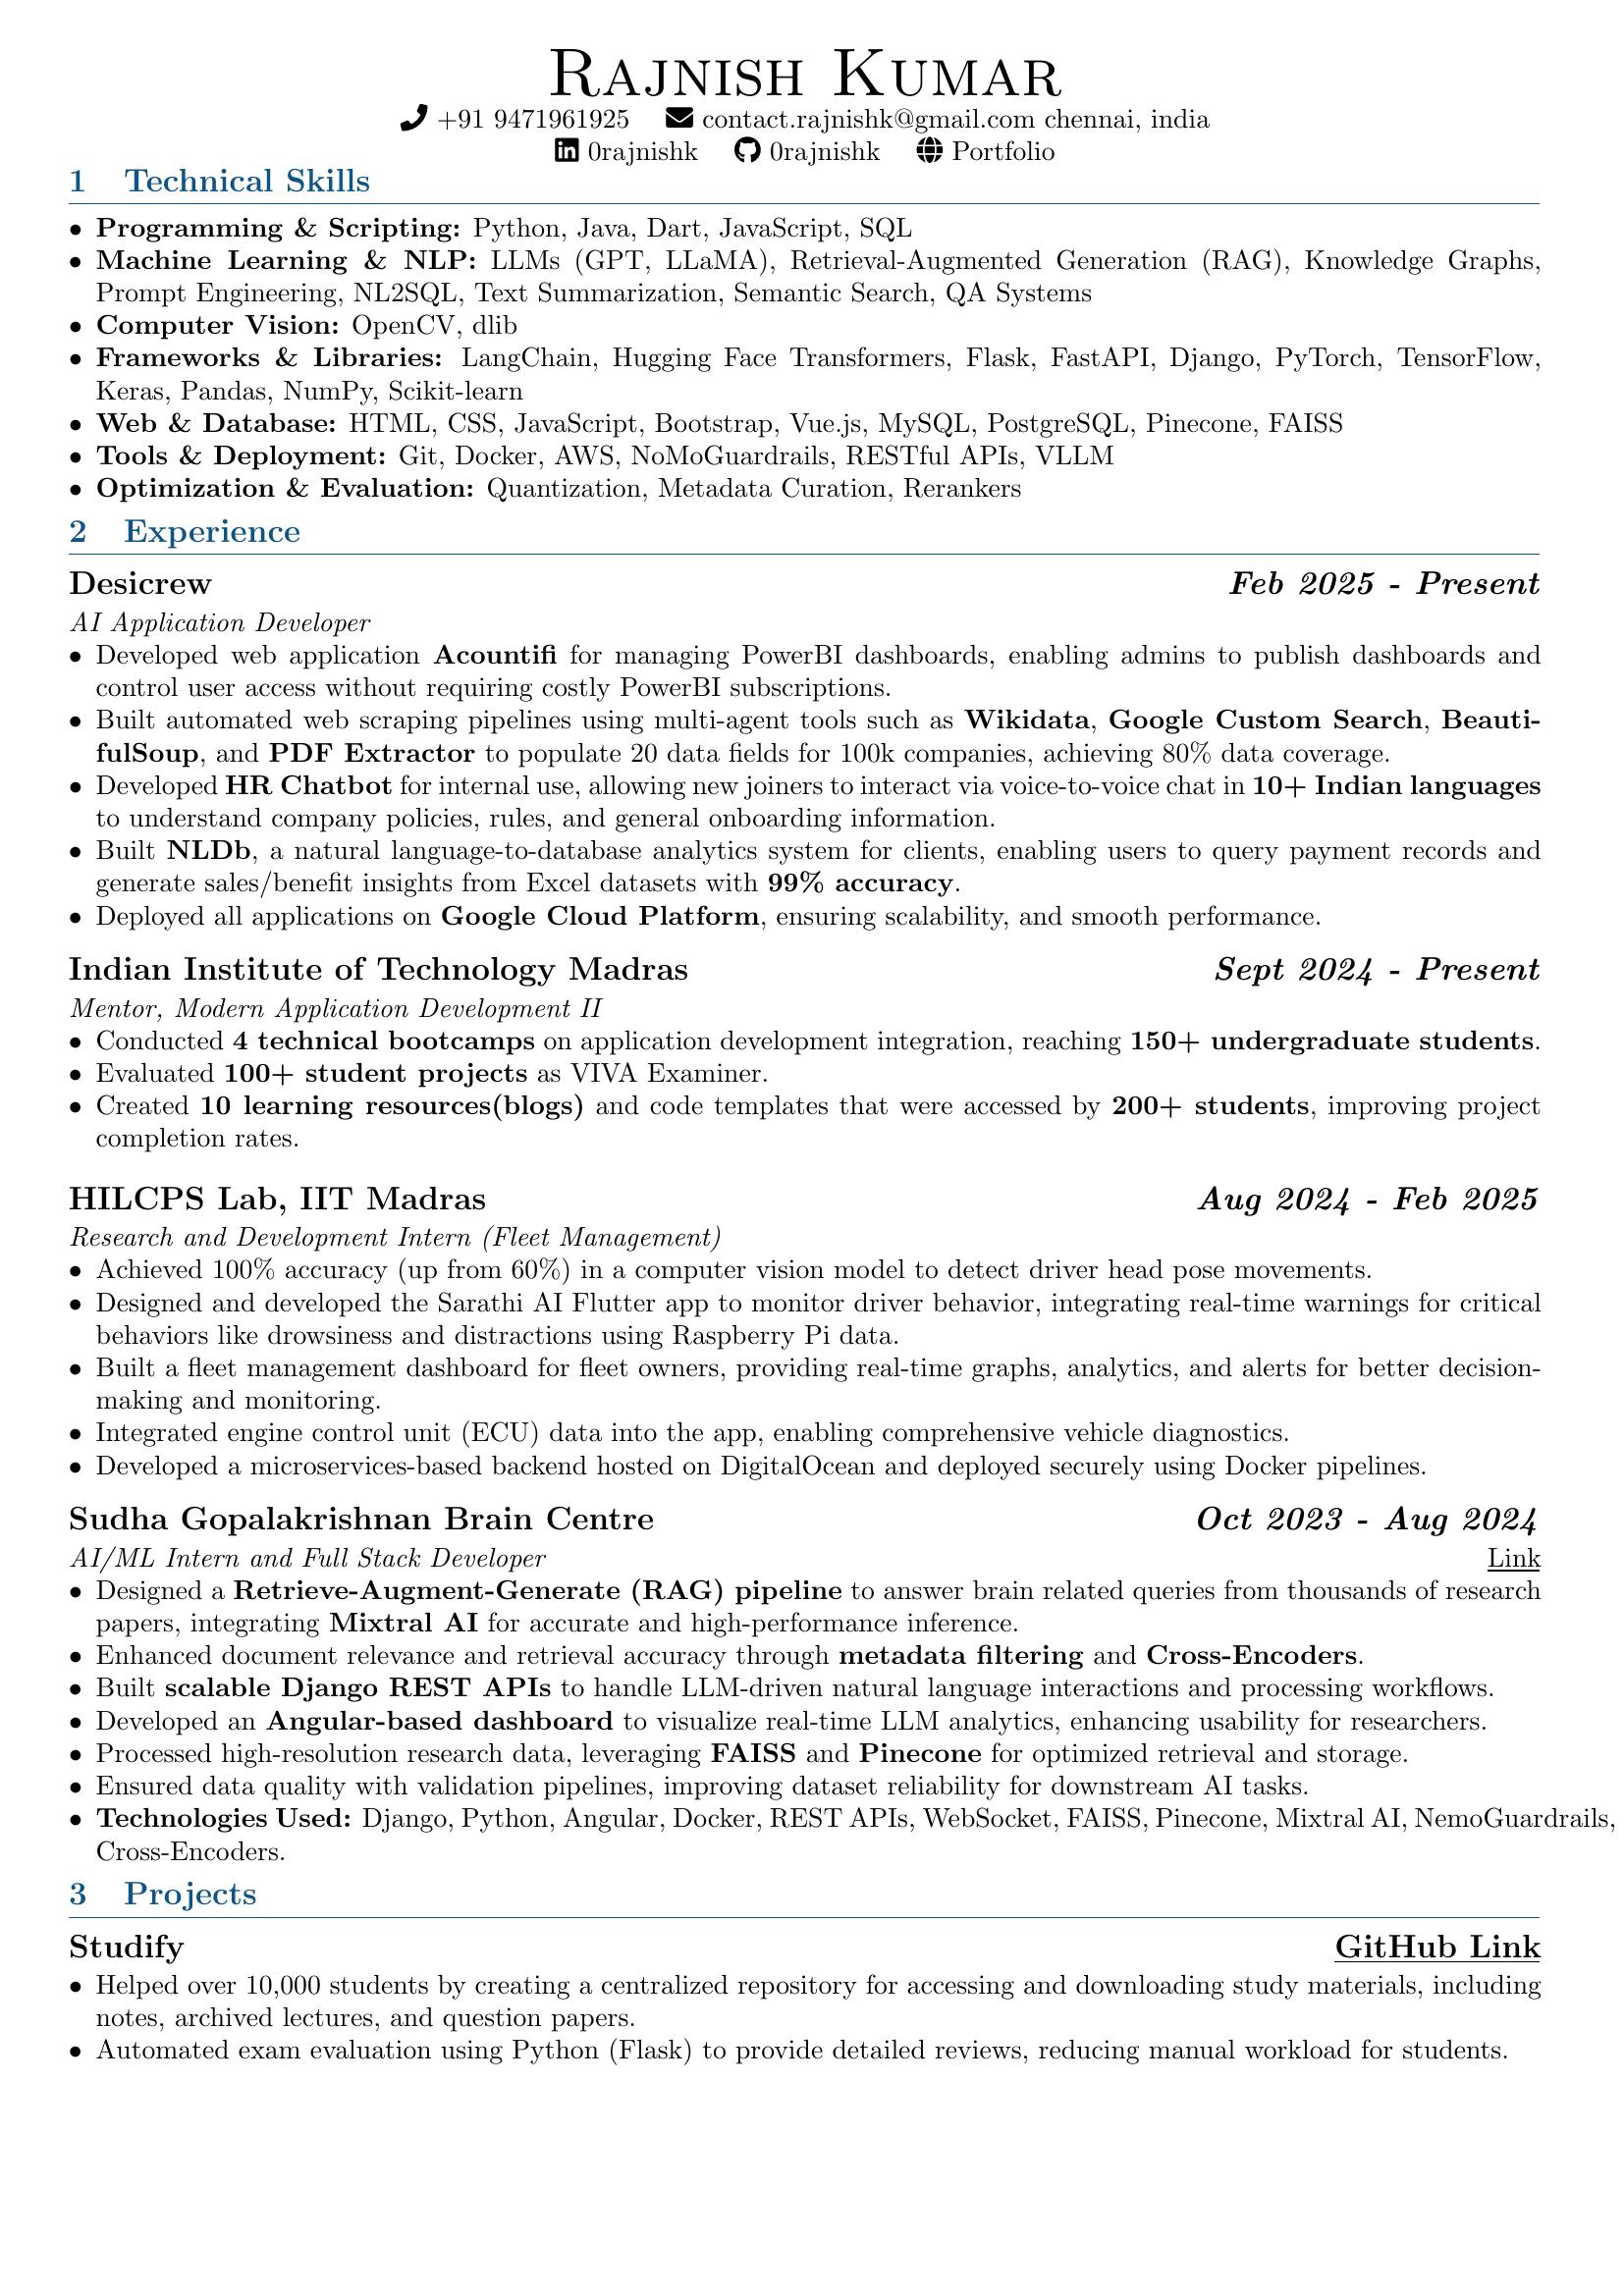 Rajnish Kumar
+91 9471961925 contact.rajnishk@gmail.com chennai, india
0rajnishk 0rajnishk Portfolio
1 Technical Skills
• Programming & Scripting: Python, Java, Dart, JavaScript, SQL
• Machine Learning & NLP: LLMs (GPT, LLaMA), Retrieval-Augmented Generation (RAG), Knowledge Graphs,
Prompt Engineering, NL2SQL, Text Summarization, Semantic Search, QA Systems
• Computer Vision: OpenCV, dlib
• Frameworks & Libraries: LangChain, Hugging Face Transformers, Flask, FastAPI, Django, PyTorch, TensorFlow,
Keras, Pandas, NumPy, Scikit-learn
• Web & Database: HTML, CSS, JavaScript, Bootstrap, Vue.js, MySQL, PostgreSQL, Pinecone, FAISS
• Tools & Deployment: Git, Docker, AWS, NoMoGuardrails, RESTful APIs, VLLM
• Optimization & Evaluation: Quantization, Metadata Curation, Rerankers
2 Experience
Desicrew Feb 2025 - Present
AI Application Developer
• Developed web application Acountifi for managing PowerBI dashboards, enabling admins to publish dashboards and
control user access without requiring costly PowerBI subscriptions.
• Built automated web scraping pipelines using multi-agent tools such as Wikidata, Google Custom Search, Beauti-
fulSoup, and PDF Extractor to populate 20 data fields for 100k companies, achieving 80% data coverage.
• Developed HR Chatbot for internal use, allowing new joiners to interact via voice-to-voice chat in 10+ Indian languages
to understand company policies, rules, and general onboarding information.
• Built NLDb, a natural language-to-database analytics system for clients, enabling users to query payment records and
generate sales/benefit insights from Excel datasets with 99% accuracy.
• Deployed all applications on Google Cloud Platform, ensuring scalability, and smooth performance.
Indian Institute of Technology Madras Sept 2024 - Present
Mentor, Modern Application Development II
• Conducted 4 technical bootcamps on application development integration, reaching 150+ undergraduate students.
• Evaluated 100+ student projects as VIVA Examiner.
• Created 10 learning resources(blogs) and code templates that were accessed by 200+ students, improving project
completion rates.
HILCPS Lab, IIT Madras Aug 2024 - Feb 2025
Research and Development Intern (Fleet Management)
• Achieved 100% accuracy (up from 60%) in a computer vision model to detect driver head pose movements.
• Designed and developed the Sarathi AI Flutter app to monitor driver behavior, integrating real-time warnings for critical
behaviors like drowsiness and distractions using Raspberry Pi data.
• Built a fleet management dashboard for fleet owners, providing real-time graphs, analytics, and alerts for better decision-
making and monitoring.
• Integrated engine control unit (ECU) data into the app, enabling comprehensive vehicle diagnostics.
• Developed a microservices-based backend hosted on DigitalOcean and deployed securely using Docker pipelines.
Sudha Gopalakrishnan Brain Centre Oct 2023 - Aug 2024
AI/ML Intern and Full Stack Developer Link
• Designed a Retrieve-Augment-Generate (RAG) pipeline to answer brain related queries from thousands of research
papers, integrating Mixtral AI for accurate and high-performance inference.
• Enhanced document relevance and retrieval accuracy through metadata filtering and Cross-Encoders.
• Built scalable Django REST APIs to handle LLM-driven natural language interactions and processing workflows.
• Developed an Angular-based dashboard to visualize real-time LLM analytics, enhancing usability for researchers.
• Processed high-resolution research data, leveraging FAISS and Pinecone for optimized retrieval and storage.
• Ensured data quality with validation pipelines, improving dataset reliability for downstream AI tasks.
• Technologies Used: Django, Python, Angular, Docker, REST APIs, WebSocket, FAISS, Pinecone, Mixtral AI, NemoGuardrails,
Cross-Encoders.
3 Projects
Studify GitHub Link
• Helped over 10,000 students by creating a centralized repository for accessing and downloading study materials, including
notes, archived lectures, and question papers.
• Automated exam evaluation using Python (Flask) to provide detailed reviews, reducing manual workload for students.